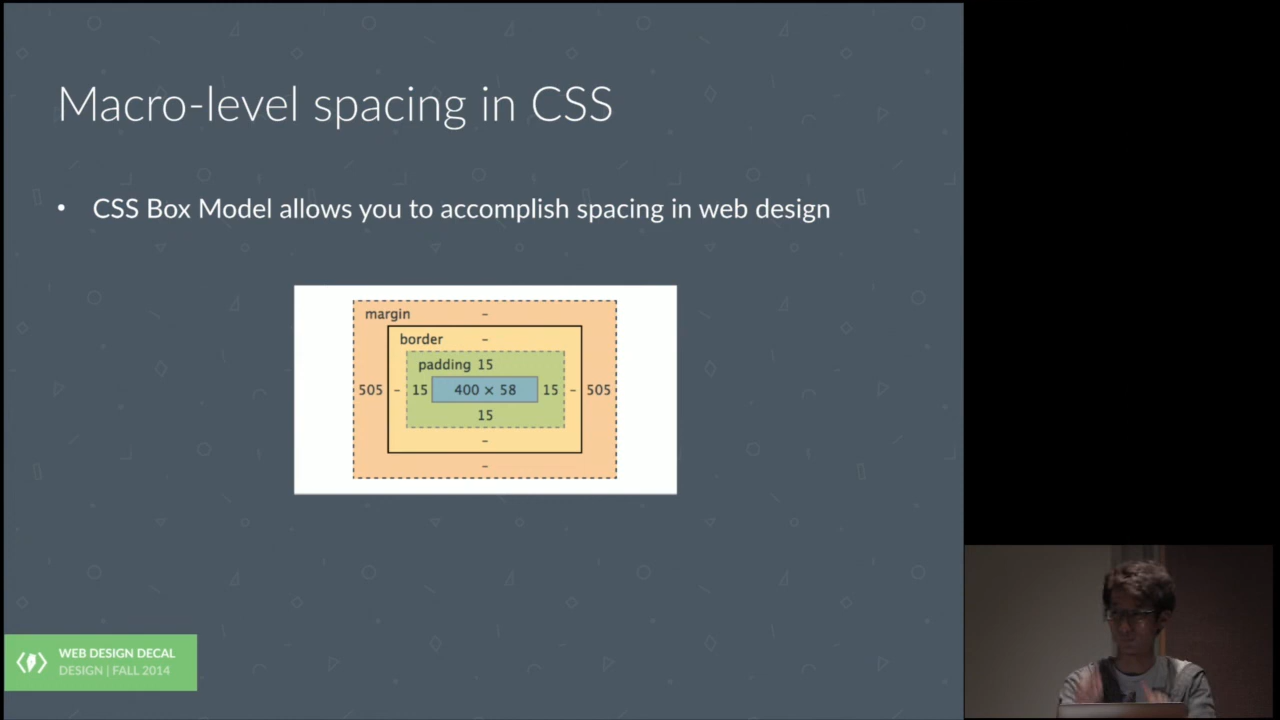 Macro-level spacing in CSS
• CSS Box Model allows you to accomplish spacing in web design
margin –
border –
padding 15
505 – 15 400 × 58 15 – 505
15
–
–
WEB DESIGN DECAL
DESIGN | FALL 2014